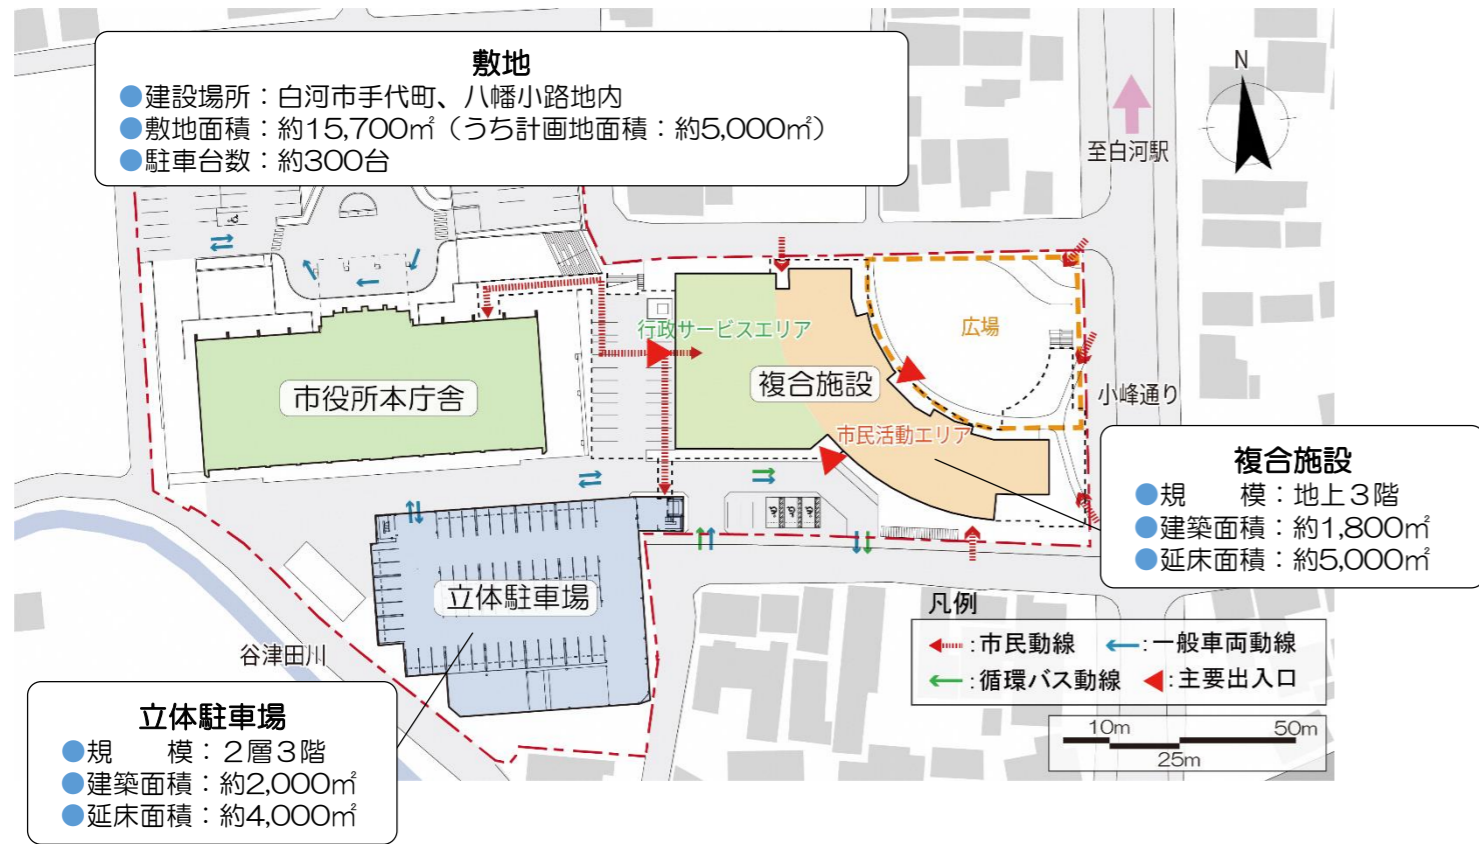 敷地
●建設場所：白河市手代町、八幡小路地内
●敷地面積：約15,700㎡（うち計画地面積：約5,000㎡）
●駐車台数：約300台
N
至白河駅
行政サービスエリア
広場
市役所本庁舎
複合施設
小峰通り
市民活動エリア
複合施設
●規　　模：地上３階
●建築面積：約1,800㎡
●延床面積：約5,000㎡
立体駐車場
谷津田川
凡例
：市民動線
：一般車両動線
：循環バス動線
：主要出入口
10m
50m
25m
立体駐車場
●規　　模：２層３階
●建築面積：約2,000㎡
●延床面積：約4,000㎡